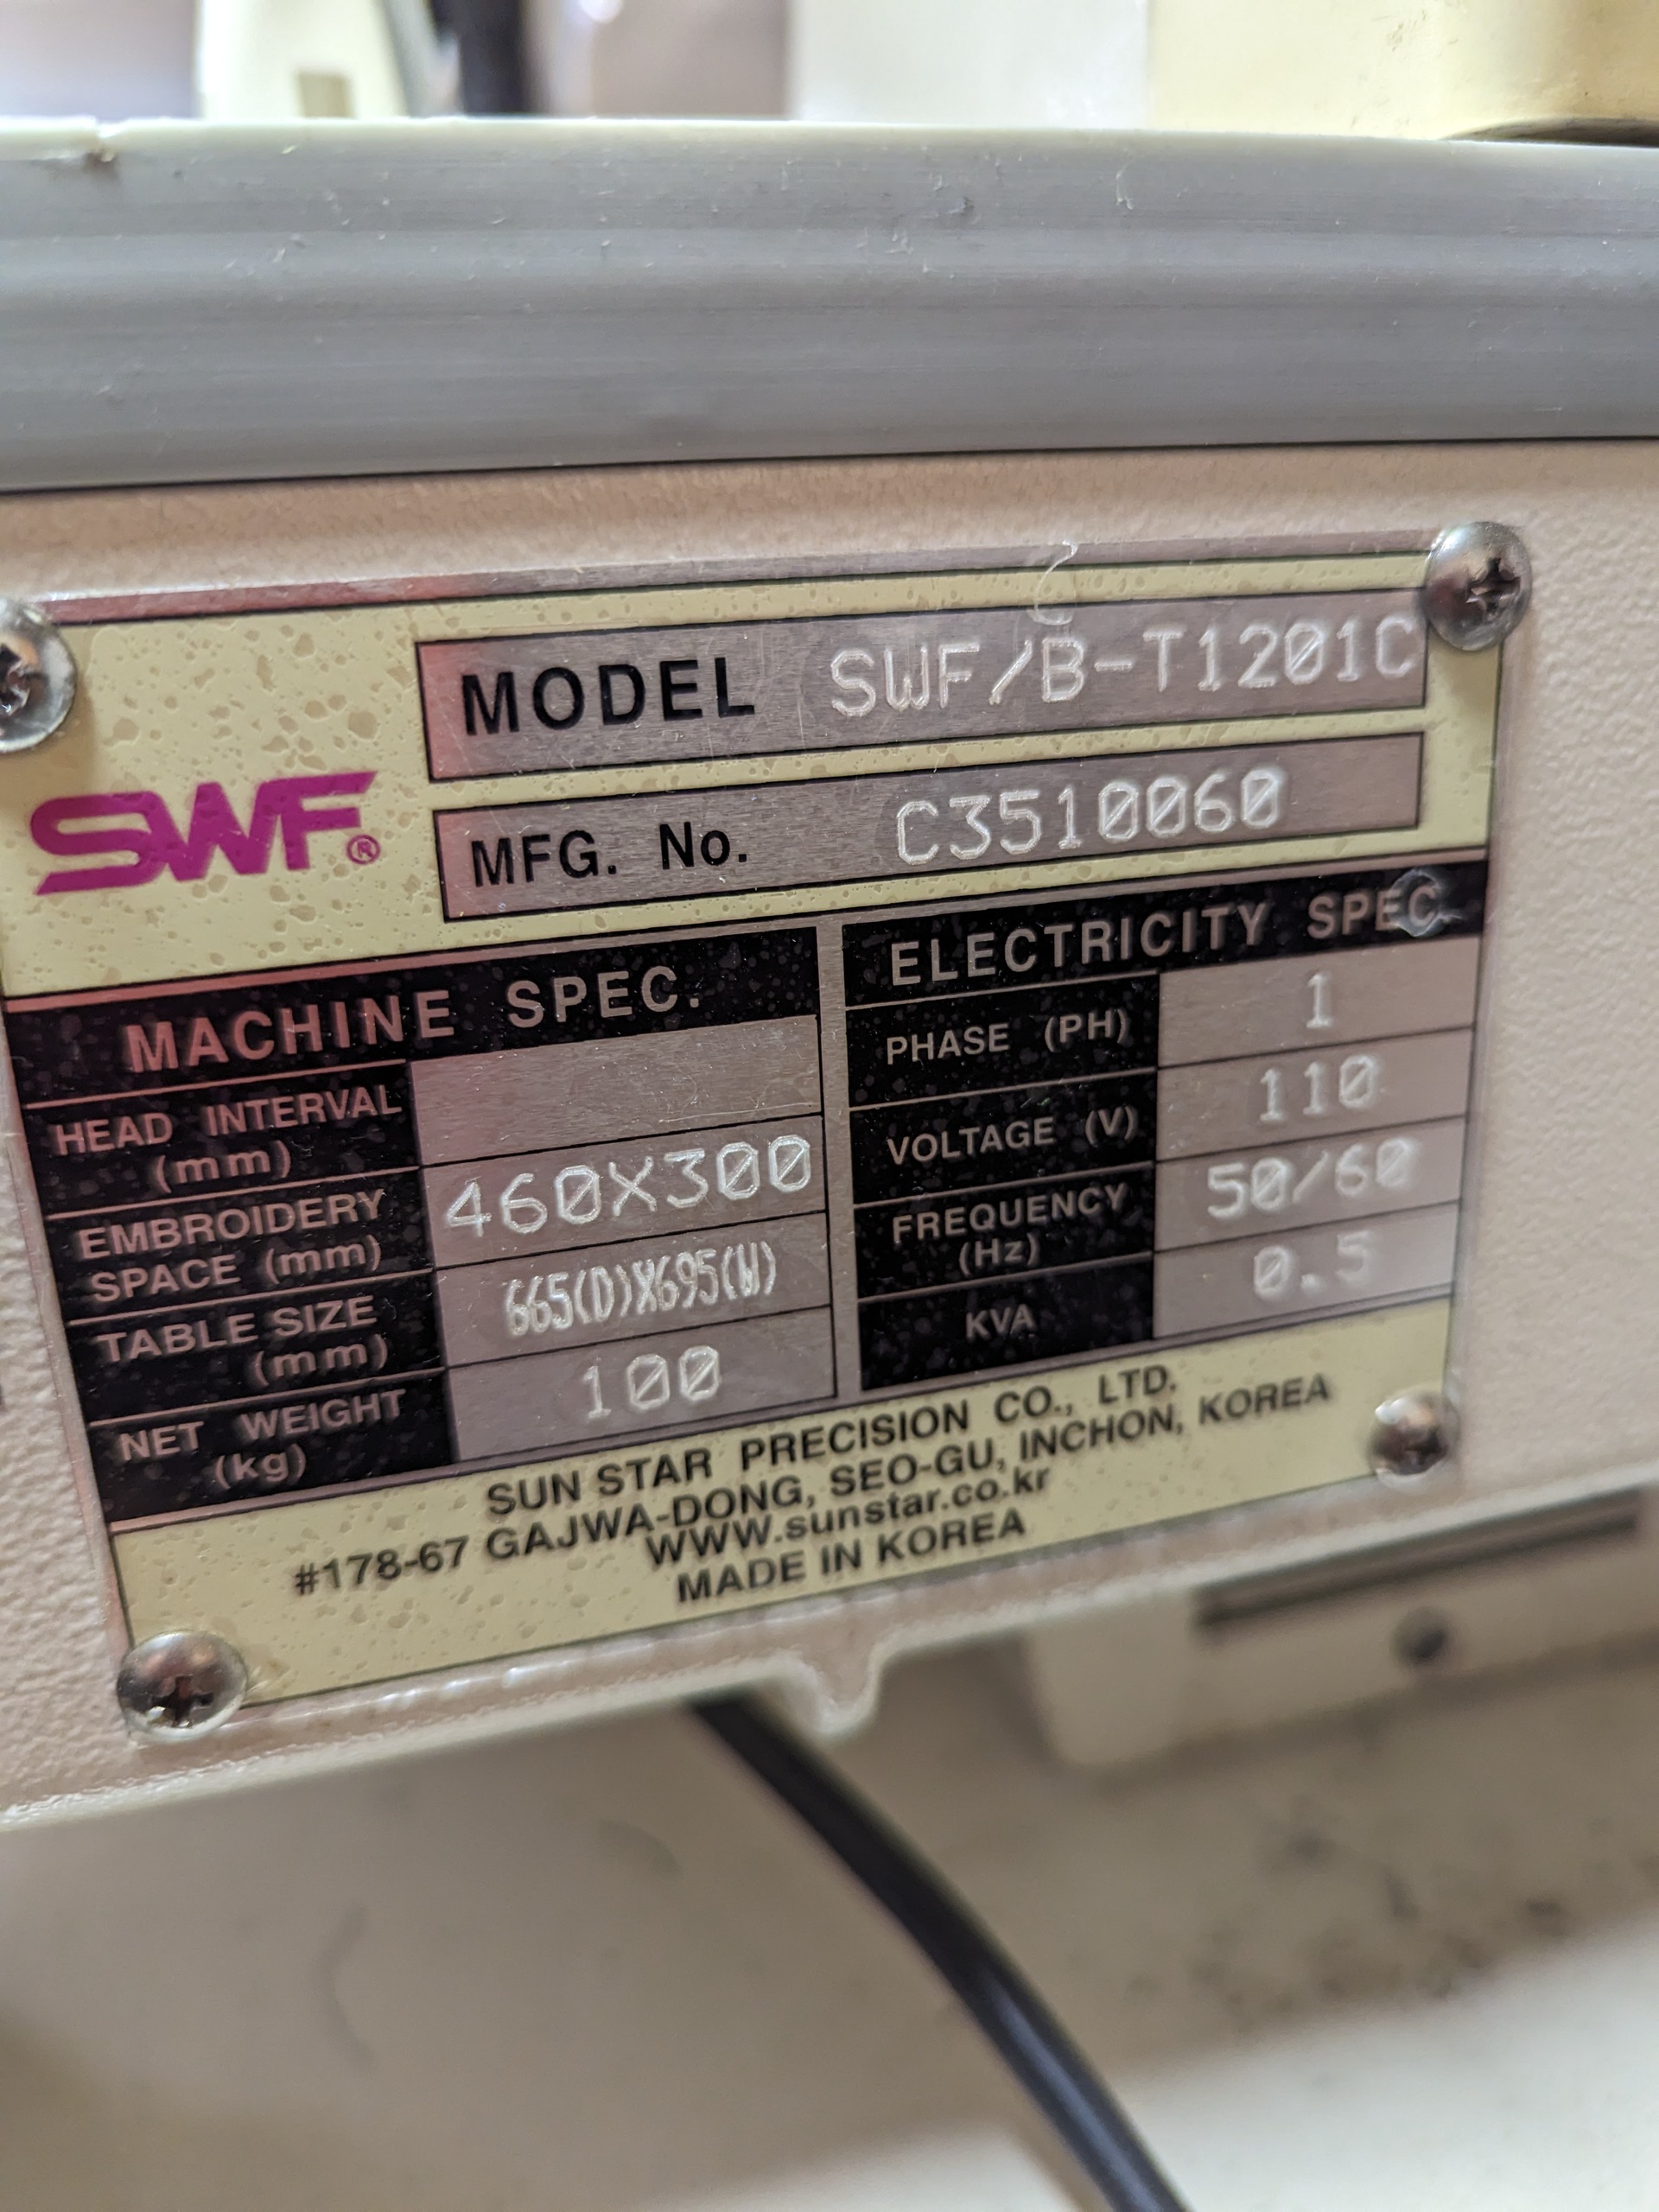 MODEL SWF/B-T1201C
SWF®
MFG. No. C3510060
MACHINE SPEC.
HEAD INTERVAL
(mm)
EMBROIDERY
SPACE (mm) 460X300
TABLE SIZE
(mm) 665(D)X695(W)
NET WEIGHT
(kg) 100
ELECTRICITY SPEC.
PHASE (PH) 1
VOLTAGE (V) 110
FREQUENCY
(Hz) 50/60
KVA 0.5
SUN STAR PRECISION CO., LTD.
#178-67 GAJWA-DONG, SEO-GU, INCHON, KOREA
WWW.sunstar.co.kr
MADE IN KOREA